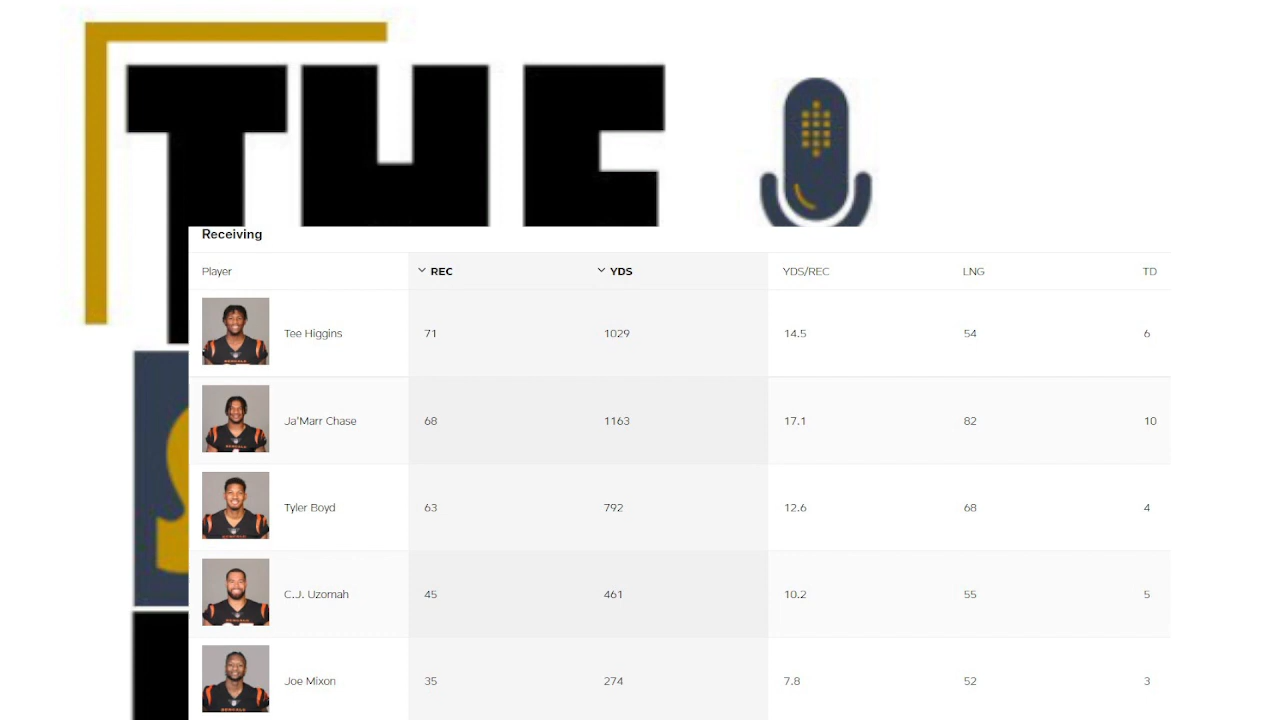 THE
Receiving
Player REC YDS YDS/REC LNG TD
Tee Higgins 71 1029 14.5 54 6
Ja'Marr Chase 68 1163 17.1 82 10
Tyler Boyd 63 792 12.6 68 4
C.J. Uzomah 45 461 10.2 55 5
Joe Mixon 35 274 7.8 52 3